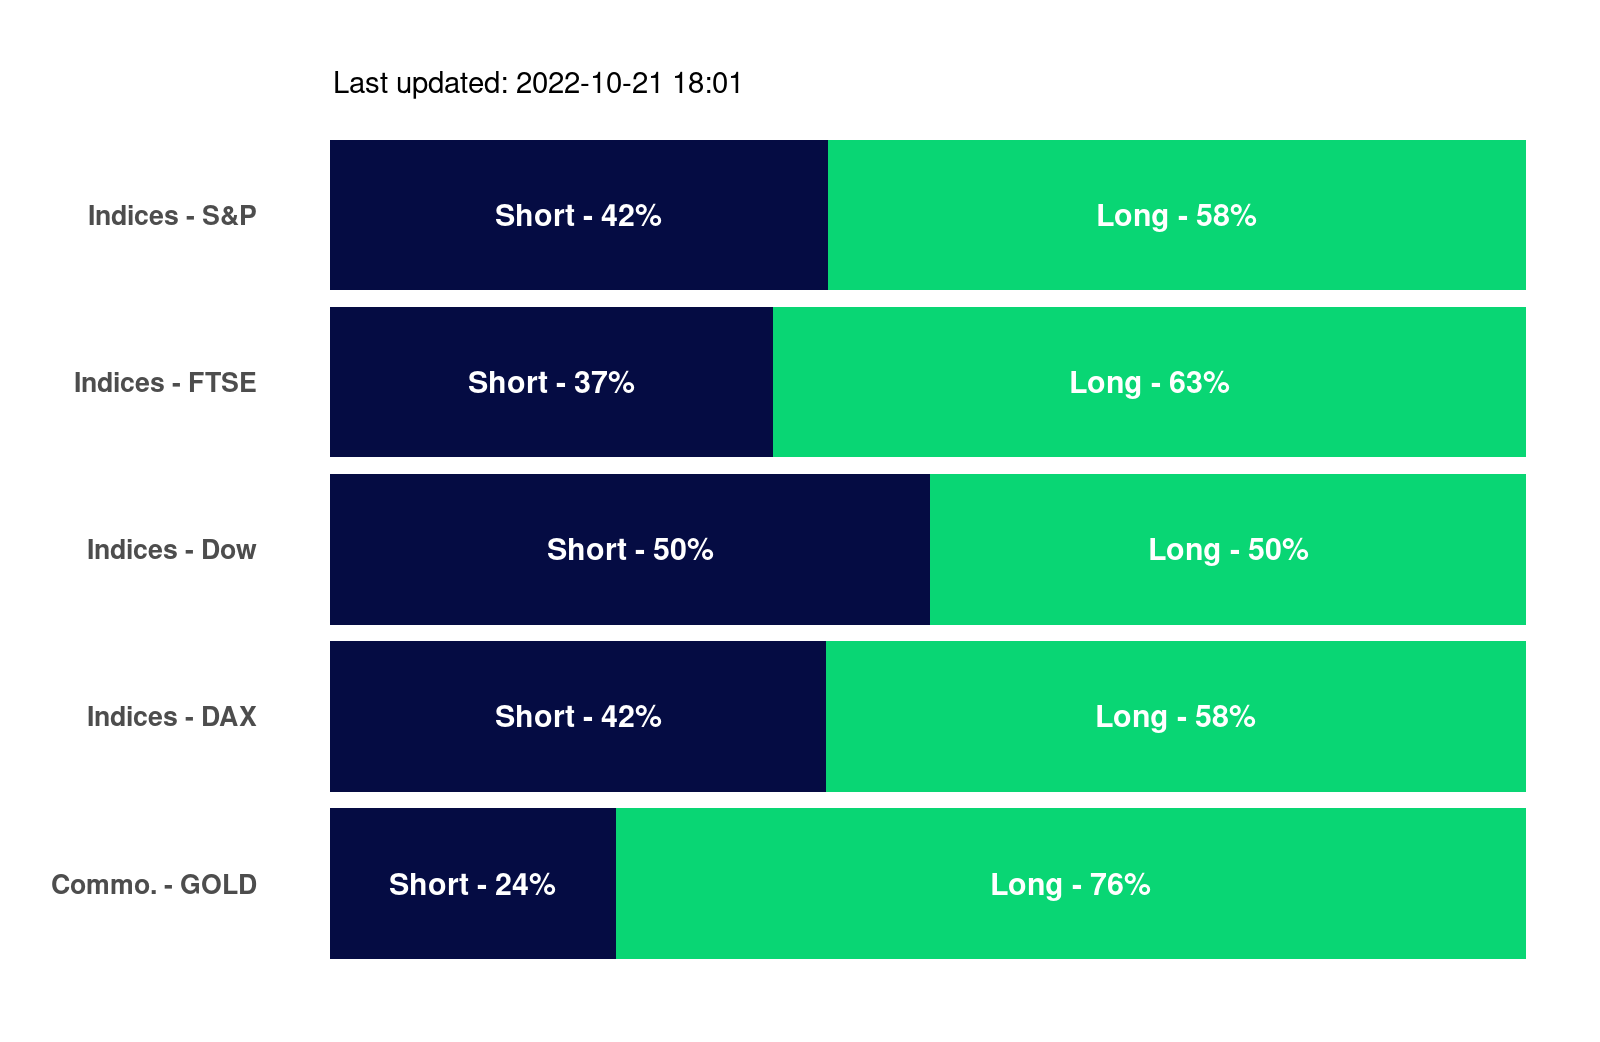 Last updated: 2022-10-21 18:01
Indices - S&P Short - 42% Long - 58%
Indices - FTSE Short - 37% Long - 63%
Indices - Dow Short - 50% Long - 50%
Indices - DAX Short - 42% Long - 58%
Commo. - GOLD Short - 24% Long - 76%